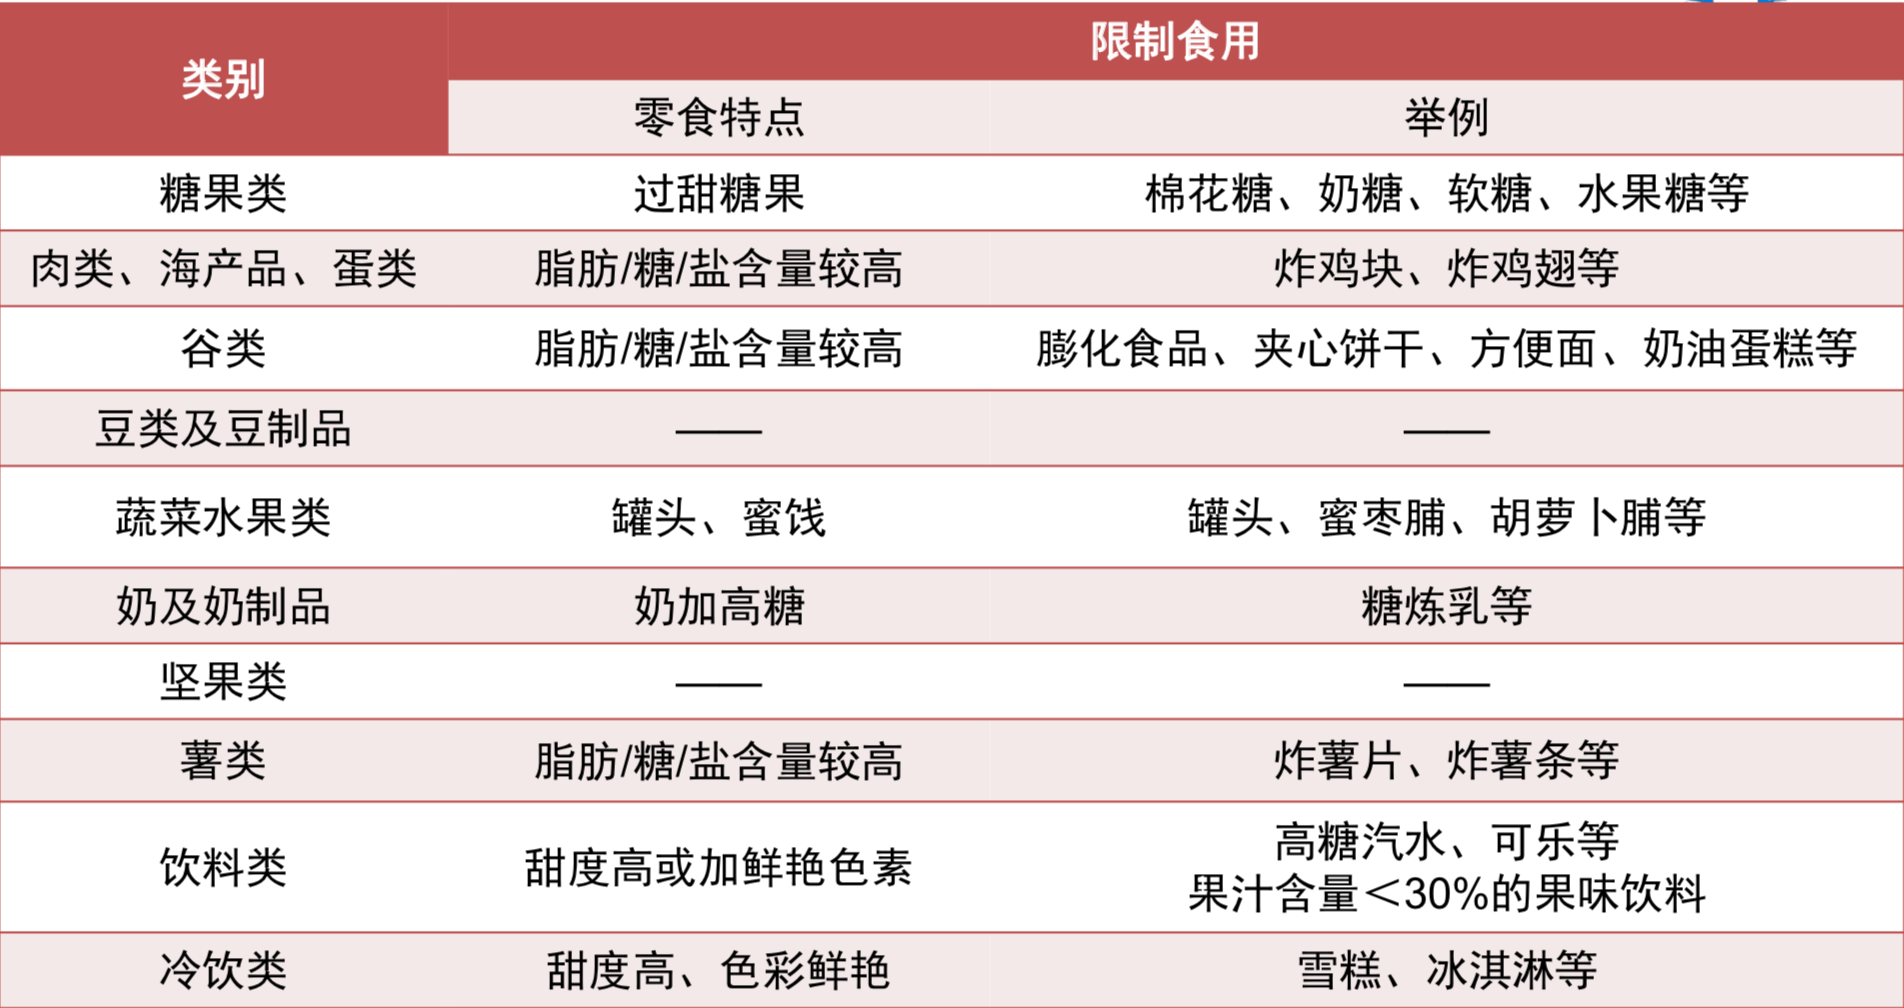 类别
限制食用
零食特点 举例
糖果类 过甜糖果 棉花糖、奶糖、软糖、水果糖等
肉类、海产品、蛋类 脂肪/糖/盐含量较高 炸鸡块、炸鸡翅等
谷类 脂肪/糖/盐含量较高 膨化食品、夹心饼干、方便面、奶油蛋糕等
豆类及豆制品 —— ——
蔬菜水果类 罐头、蜜饯 罐头、蜜枣脯、胡萝卜脯等
奶及奶制品 奶加高糖 糖炼乳等
坚果类 —— ——
薯类 脂肪/糖/盐含量较高 炸薯片、炸薯条等
饮料类 甜度高或加鲜艳色素 高糖汽水、可乐等
果汁含量＜30%的果味饮料
冷饮类 甜度高、色彩鲜艳 雪糕、冰淇淋等